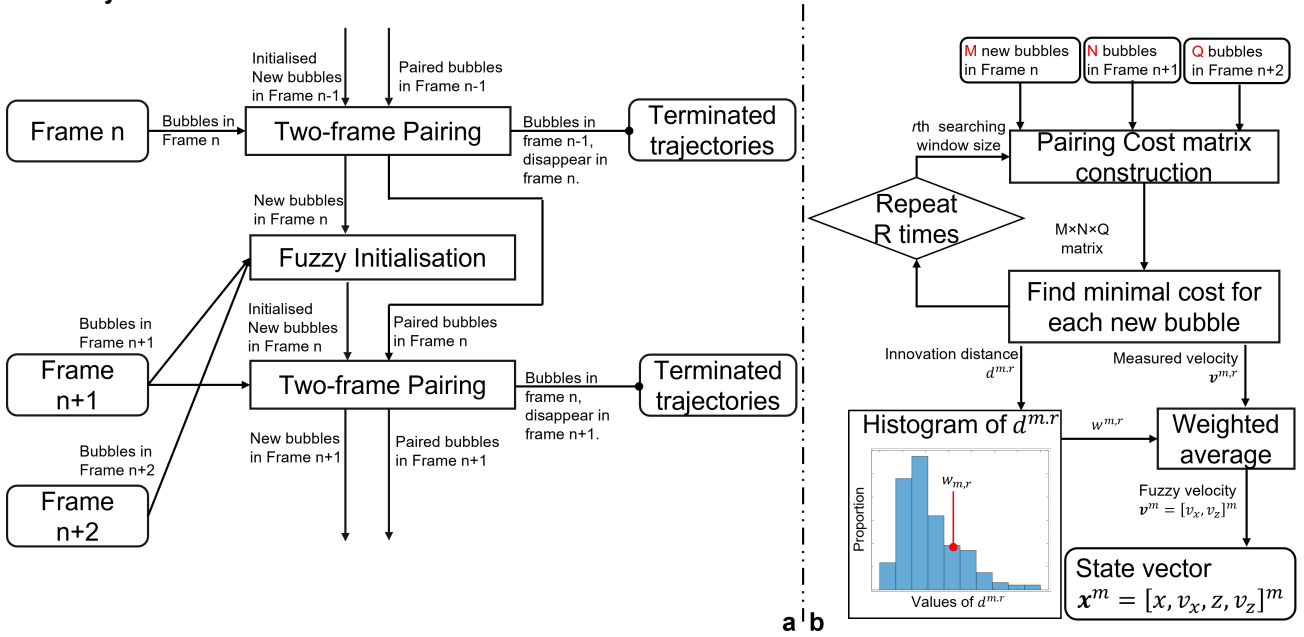 Initialised
New bubbles
in Frame n-1
Paired bubbles
in Frame n-1
Frame n
Bubbles in
Frame n
Two-frame Pairing
Bubbles in
frame n-1,
disappear in
frame n.
Terminated
trajectories
New bubbles
in Frame n
Fuzzy Initialisation
Bubbles in
Frame n+1
Initialised
New bubbles
in Frame n
Paired bubbles
in Frame n
Frame
n+1
Two-frame Pairing
Bubbles in
frame n,
disappear in
frame n+1.
Terminated
trajectories
Bubbles in
Frame n+2
New bubbles
in Frame n+1
Paired bubbles
in Frame n+1
Frame
n+2
a
M new bubbles
in Frame n
N bubbles
in Frame n+1
Q bubbles
in Frame n+2
rth searching
window size
Pairing Cost matrix
construction
Repeat
R times
M×N×Q
matrix
Find minimal cost for
each new bubble
Innovation distance
d^{m.r}
Measured velocity
v^{m,r}
Histogram of d^{m.r}
w_{m,r}
Proportion
Values of d^{m.r}
w^{m,r}
Weighted
average
Fuzzy velocity
v^m = [v_x, v_z]^m
State vector
x^m = [x, v_x, z, v_z]^m
b